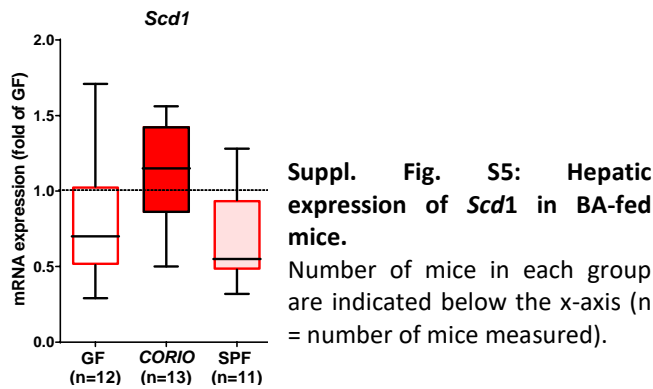 Scd1
2.0
1.5
1.0
0.5
0.0
mRNA expression (fold of GF)
GF CORIO SPF
(n=12) (n=13) (n=11)
Suppl. Fig. S5: Hepatic
expression of Scd1 in BA-fed
mice.
Number of mice in each group
are indicated below the x-axis (n
= number of mice measured).